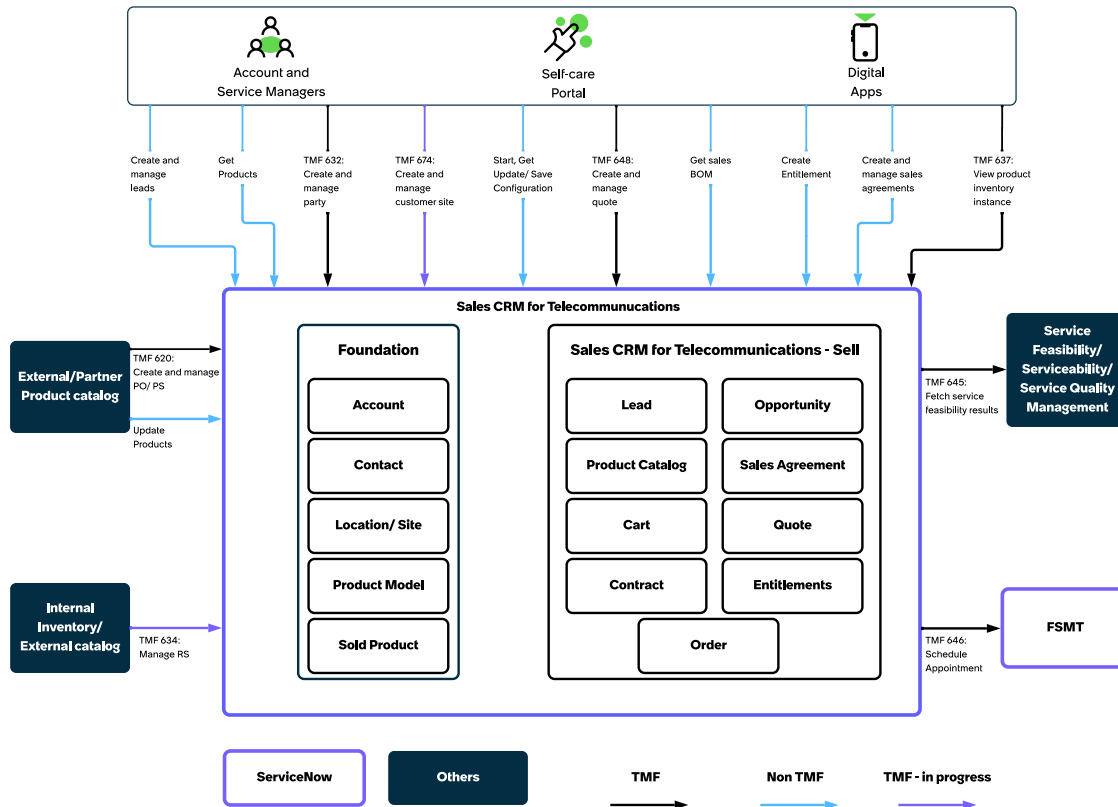 Account and
Service Managers
Self-care
Portal
Digital
Apps
Create and
manage
leads
Get
Products
TMF 632:
Create and
manage
party
TMF 674:
Create and
manage
customer site
Start, Get
Update/ Save
Configuration
TMF 648:
Create and
manage
quote
Get sales
BOM
Create
Entitlement
Create and
manage sales
agreements
TMF 637:
View product
inventory
instance
Sales CRM for Telecommunucations
External/Partner
Product catalog
TMF 620:
Create and manage
PO/ PS
Update
Products
Internal
Inventory/
External catalog
TMF 634:
Manage RS
Foundation
Account
Contact
Location/ Site
Product Model
Sold Product
Sales CRM for Telecommunications - Sell
Lead
Opportunity
Product Catalog
Sales Agreement
Cart
Quote
Contract
Entitlements
Order
TMF 645:
Fetch service
feasibility results
Service
Feasibility/
Serviceability/
Service Quality
Management
TMF 646:
Schedule
Appointment
FSMT
ServiceNow
Others
TMF
Non TMF
TMF - in progress